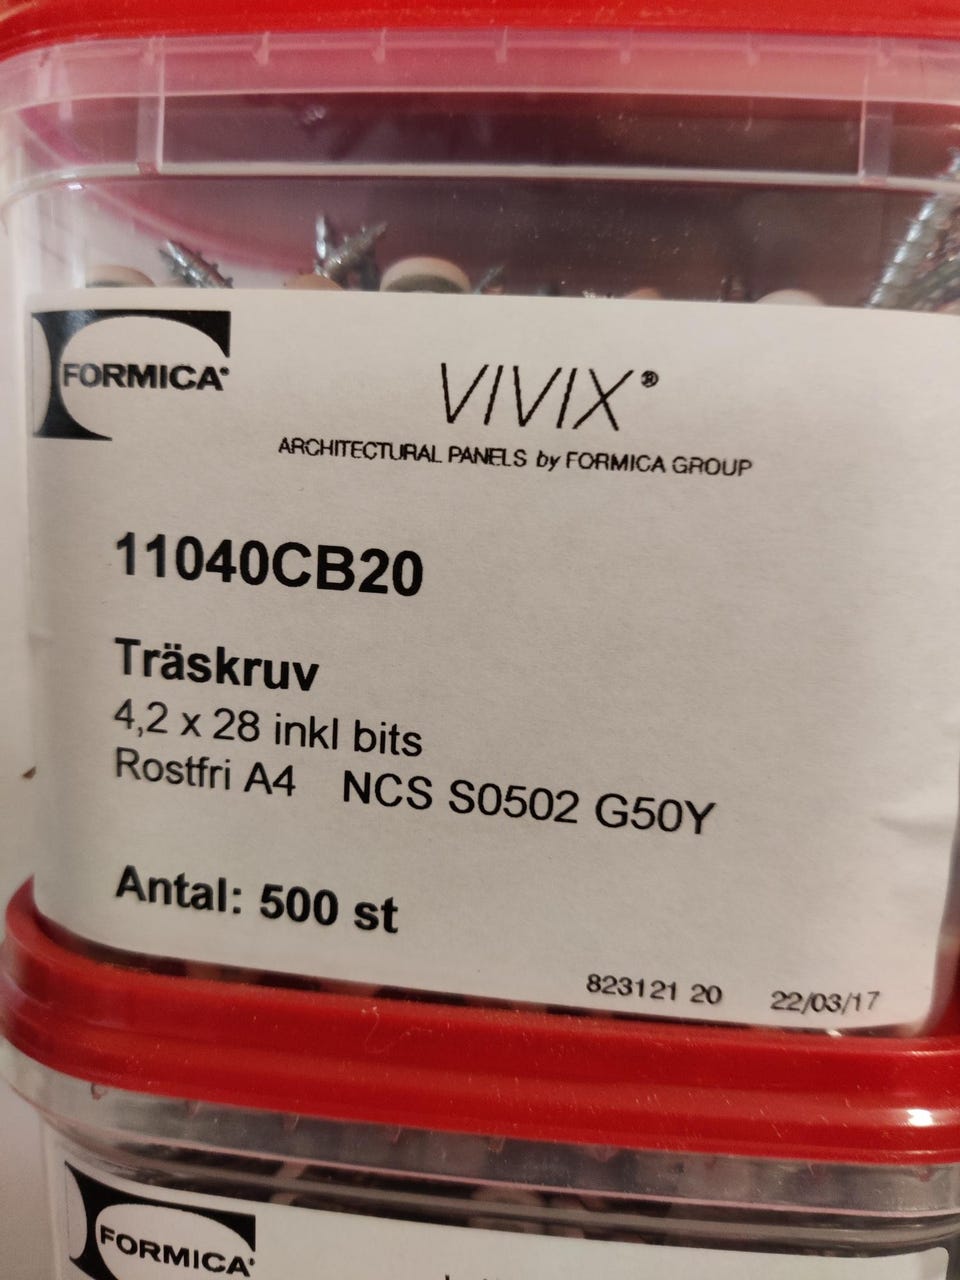 FORMICA®
VIVIX®
ARCHITECTURAL PANELS by FORMICA GROUP
11040CB20
Träskruv
4,2 x 28 inkl bits
Rostfri A4 NCS S0502 G50Y
Antal: 500 st
823121 20 22/03/17
FORMICA®